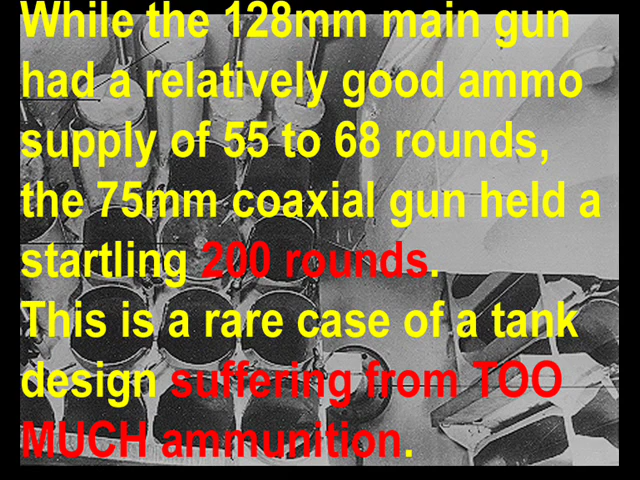 While the 128mm main gun
had a relatively good ammo
supply of 55 to 68 rounds,
the 75mm coaxial gun held a
startling 200 rounds.
This is a rare case of a tank
design suffering from TOO
MUCH ammunition.